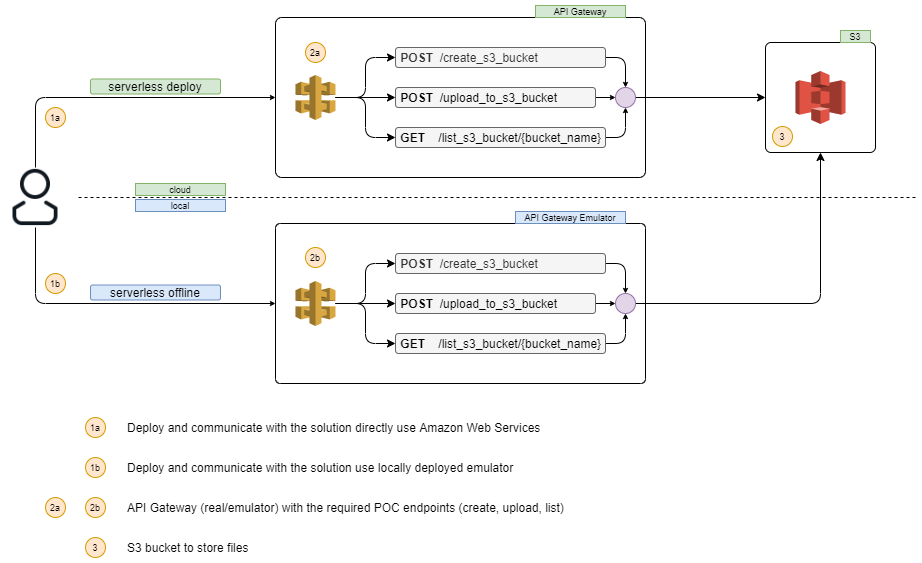 API Gateway
S3
2a
POST /create_s3_bucket
serverless deploy
POST /upload_to_s3_bucket
1a
GET /list_s3_bucket/{bucket_name}
3
cloud
local
API Gateway Emulator
2b
POST /create_s3_bucket
1b
serverless offline
POST /upload_to_s3_bucket
GET /list_s3_bucket/{bucket_name}
1a Deploy and communicate with the solution directly use Amazon Web Services
1b Deploy and communicate with the solution use locally deployed emulator
2a 2b API Gateway (real/emulator) with the required POC endpoints (create, upload, list)
3 S3 bucket to store files